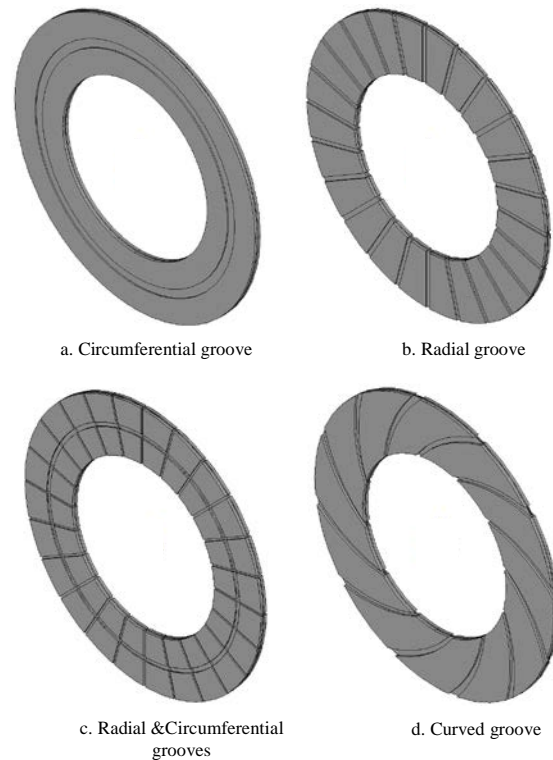 a. Circumferential groove
b. Radial groove
c. Radial &Circumferential
grooves
d. Curved groove